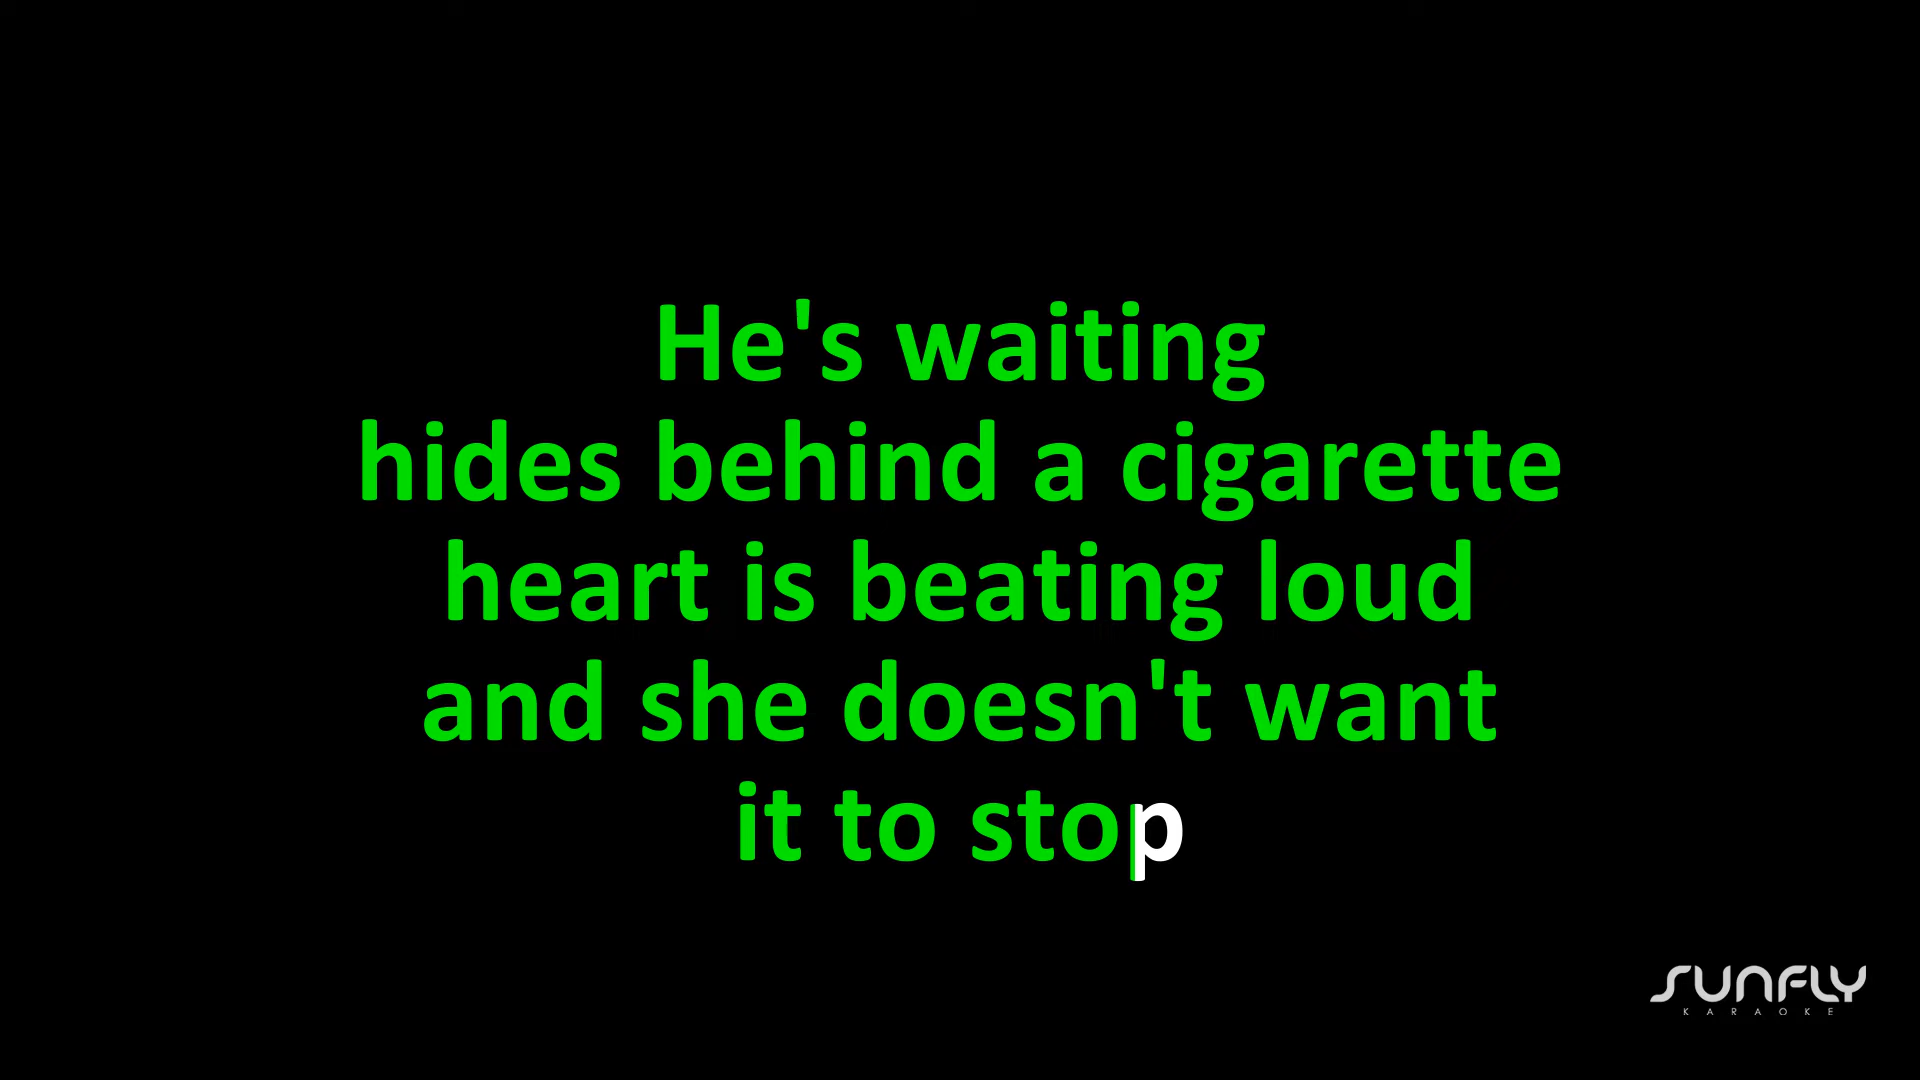 He's waiting
hides behind a cigarette
heart is beating loud
and she doesn't want
it to stop
SUNFLY
KARAOKE